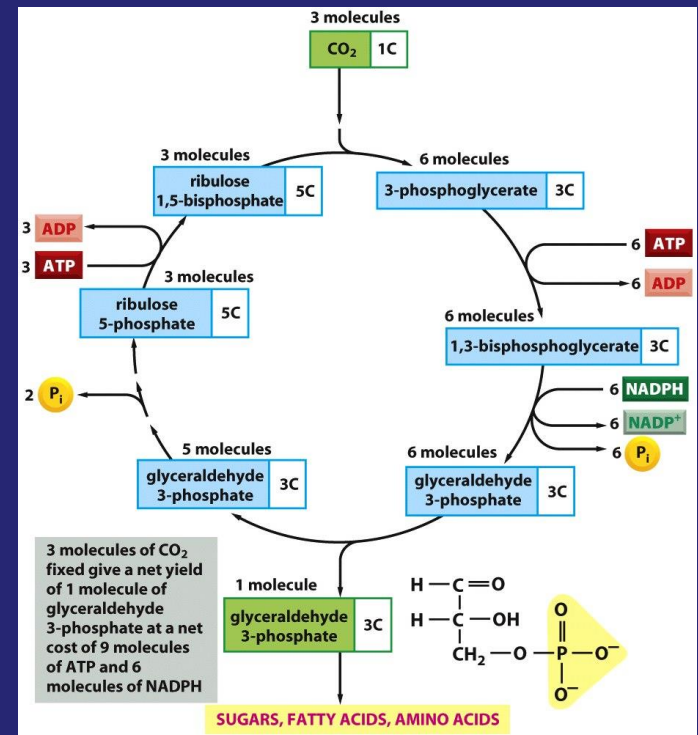 3 molecules
CO₂ 1C
3 molecules
ribulose
1,5-bisphosphate 5C
6 molecules
3-phosphoglycerate 3C
3 ADP
3 ATP
6 ATP
6 ADP
3 molecules
ribulose
5-phosphate 5C
6 molecules
1,3-bisphosphoglycerate 3C
2 Pi
6 NADPH
6 NADP⁺
6 Pi
5 molecules
glyceraldehyde
3-phosphate 3C
6 molecules
glyceraldehyde
3-phosphate 3C
3 molecules of CO₂
fixed give a net yield
of 1 molecule of
glyceraldehyde
3-phosphate at a net
cost of 9 molecules
of ATP and 6
molecules of NADPH
1 molecule
glyceraldehyde
3-phosphate 3C
H—C=O
H—C—OH
CH₂—O—P—O⁻
O
O⁻
SUGARS, FATTY ACIDS, AMINO ACIDS